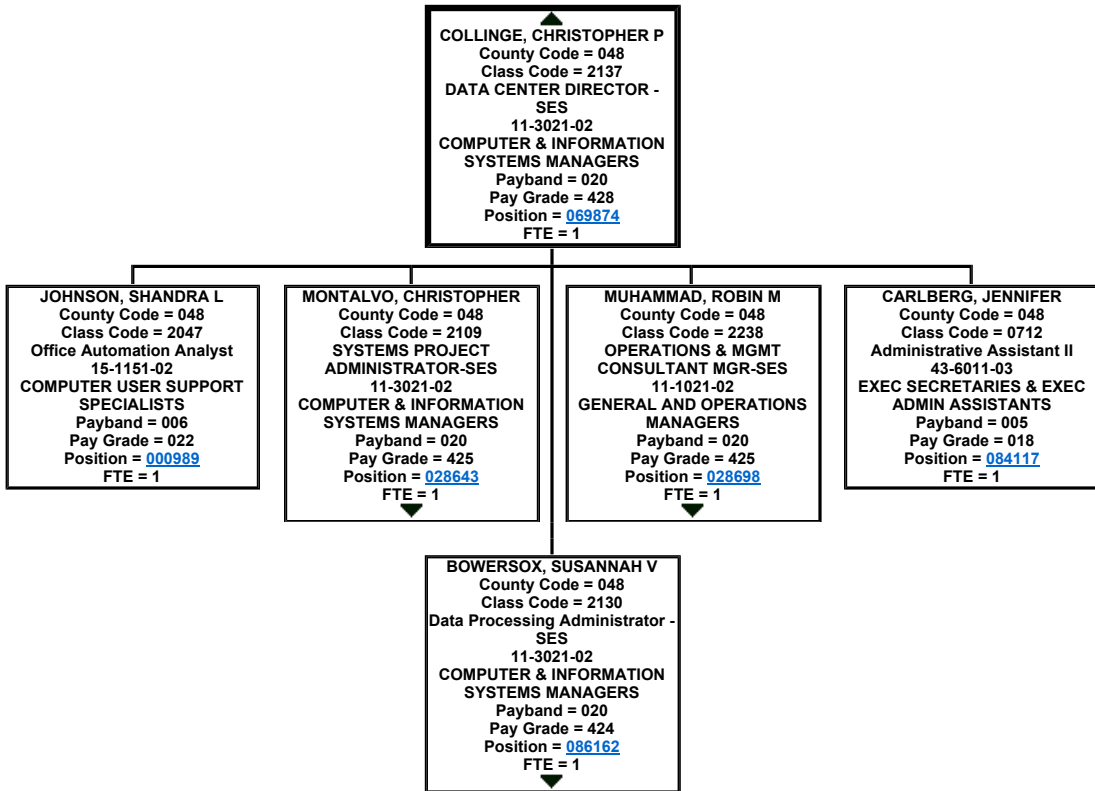 COLLINGE, CHRISTOPHER P
County Code = 048
Class Code = 2137
DATA CENTER DIRECTOR -
SES
11-3021-02
COMPUTER & INFORMATION
SYSTEMS MANAGERS
Payband = 020
Pay Grade = 428
Position = 069874
FTE = 1
JOHNSON, SHANDRA L
County Code = 048
Class Code = 2047
Office Automation Analyst
15-1151-02
COMPUTER USER SUPPORT
SPECIALISTS
Payband = 006
Pay Grade = 022
Position = 000989
FTE = 1
MONTALVO, CHRISTOPHER
County Code = 048
Class Code = 2109
SYSTEMS PROJECT
ADMINISTRATOR-SES
11-3021-02
COMPUTER & INFORMATION
SYSTEMS MANAGERS
Payband = 020
Pay Grade = 425
Position = 028643
FTE = 1
MUHAMMAD, ROBIN M
County Code = 048
Class Code = 2238
OPERATIONS & MGMT
CONSULTANT MGR-SES
11-1021-02
GENERAL AND OPERATIONS
MANAGERS
Payband = 020
Pay Grade = 425
Position = 028698
FTE = 1
CARLBERG, JENNIFER
County Code = 048
Class Code = 0712
Administrative Assistant II
43-6011-03
EXEC SECRETARIES & EXEC
ADMIN ASSISTANTS
Payband = 005
Pay Grade = 018
Position = 084117
FTE = 1
BOWERSOX, SUSANNAH V
County Code = 048
Class Code = 2130
Data Processing Administrator -
SES
11-3021-02
COMPUTER & INFORMATION
SYSTEMS MANAGERS
Payband = 020
Pay Grade = 424
Position = 086162
FTE = 1